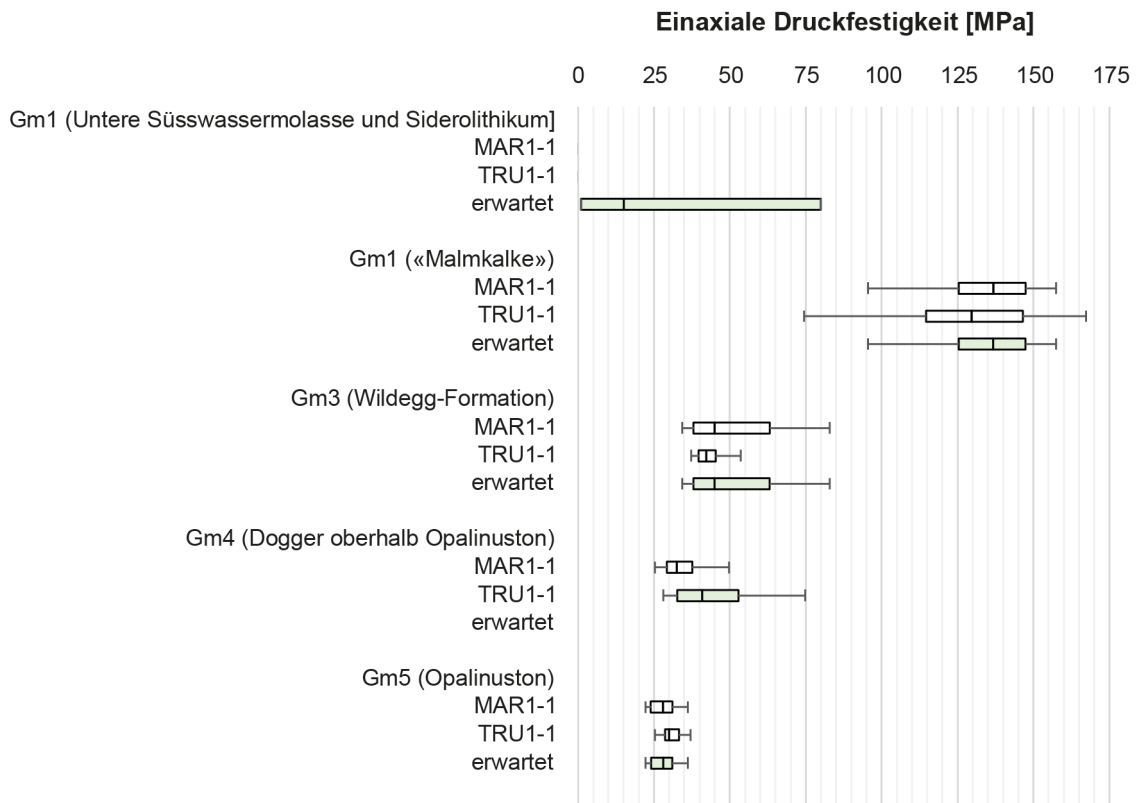 Einaxiale Druckfestigkeit [MPa]
0 25 50 75 100 125 150 175
Gm1 (Untere Süsswassermolasse und Siderolithikum]
MAR1-1
TRU1-1
erwartet
Gm1 («Malmkalke»)
MAR1-1
TRU1-1
erwartet
Gm3 (Wildegg-Formation)
MAR1-1
TRU1-1
erwartet
Gm4 (Dogger oberhalb Opalinuston)
MAR1-1
TRU1-1
erwartet
Gm5 (Opalinuston)
MAR1-1
TRU1-1
erwartet